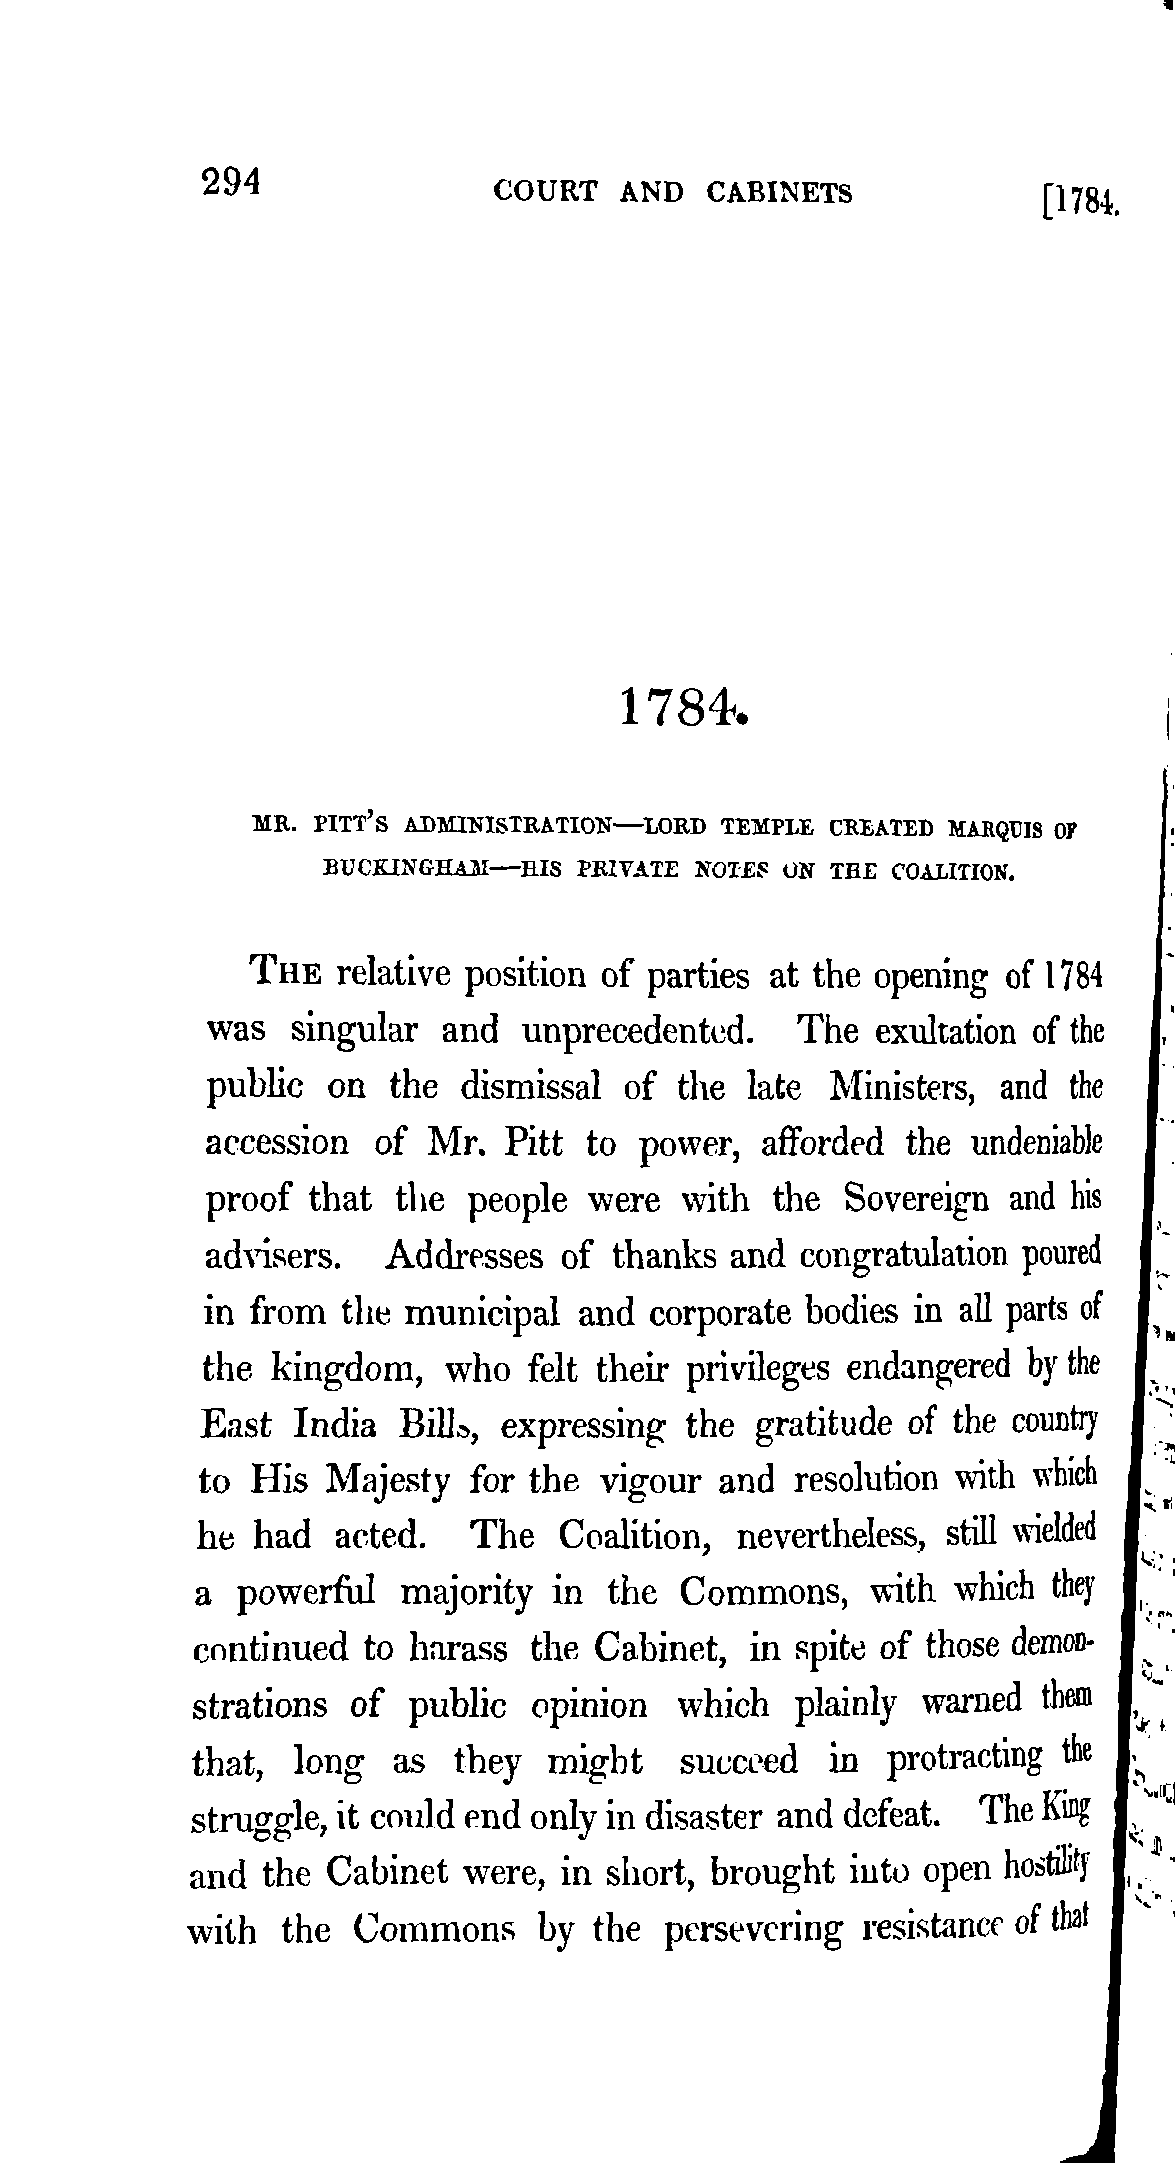 294 COURT AND CABINETS [1784.
1784.
MR. PITT'S ADMINISTRATION—LORD TEMPLE CREATED MARQUIS OF
BUCKINGHAM—HIS PRIVATE NOTES ON THE COALITION.
THE relative position of parties at the opening of 1784
was singular and unprecedented. The exultation of the
public on the dismissal of the late Ministers, and the
accession of Mr. Pitt to power, afforded the undeniable
proof that the people were with the Sovereign and his
advisers. Addresses of thanks and congratulation poured
in from the municipal and corporate bodies in all parts of
the kingdom, who felt their privileges endangered by the
East India Bills, expressing the gratitude of the country
to His Majesty for the vigour and resolution with which
he had acted. The Coalition, nevertheless, still wielded
a powerful majority in the Commons, with which they
continued to harass the Cabinet, in spite of those demon-
strations of public opinion which plainly warned them
that, long as they might succeed in protracting the
struggle, it could end only in disaster and defeat. The King
and the Cabinet were, in short, brought into open hostility
with the Commons by the persevering resistance of that